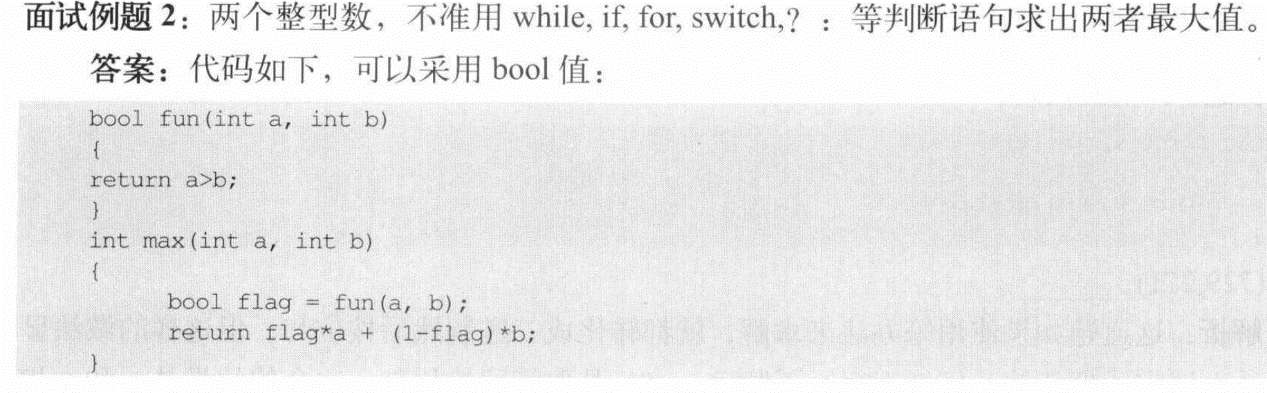 面试例题 2：两个整型数，不准用 while, if, for, switch,? ：等判断语句求出两者最大值。
答案：代码如下，可以采用 bool 值：
bool fun(int a, int b)
{
return a>b;
}
int max(int a, int b)
{
bool flag = fun(a, b);
return flag*a + (1-flag)*b;
}